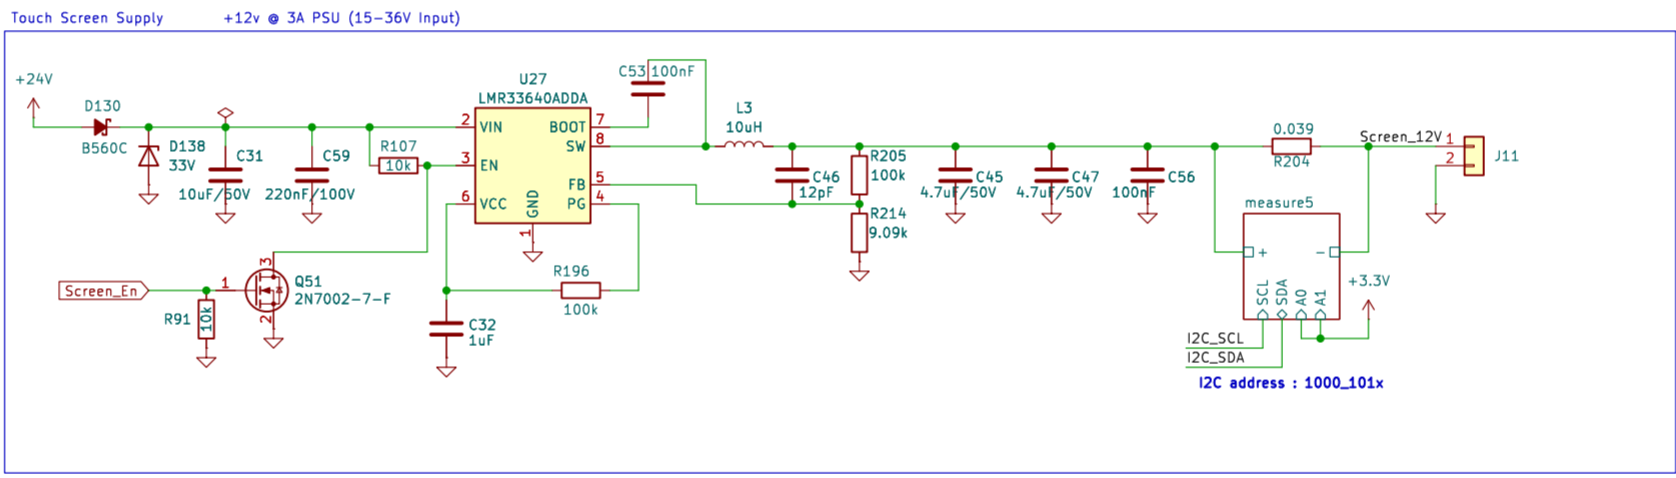 Touch Screen Supply +12v @ 3A PSU (15-36V Input)
+24V
D130
B560C
D138
33V
C31
10uF/50V
C59
220nF/100V
R107
10k
U27
LMR33640ADDA
2 VIN BOOT 7
SW 8
3 EN
FB 5
6 VCC PG 4
GND
1
C53 100nF
L3
10uH
C46
12pF
R205
100k
R214
9.09k
C45
4.7uF/50V
C47
4.7uF/50V
C56
100nF
0.039
R204
Screen_12V
1
2
J11
measure5
+ -
SCL SDA A0 A1
+3.3V
I2C_SCL
I2C_SDA
I2C address : 1000_101x
Screen_En
R91
10k
1
3
2
Q51
2N7002-7-F
R196
100k
C32
1uF